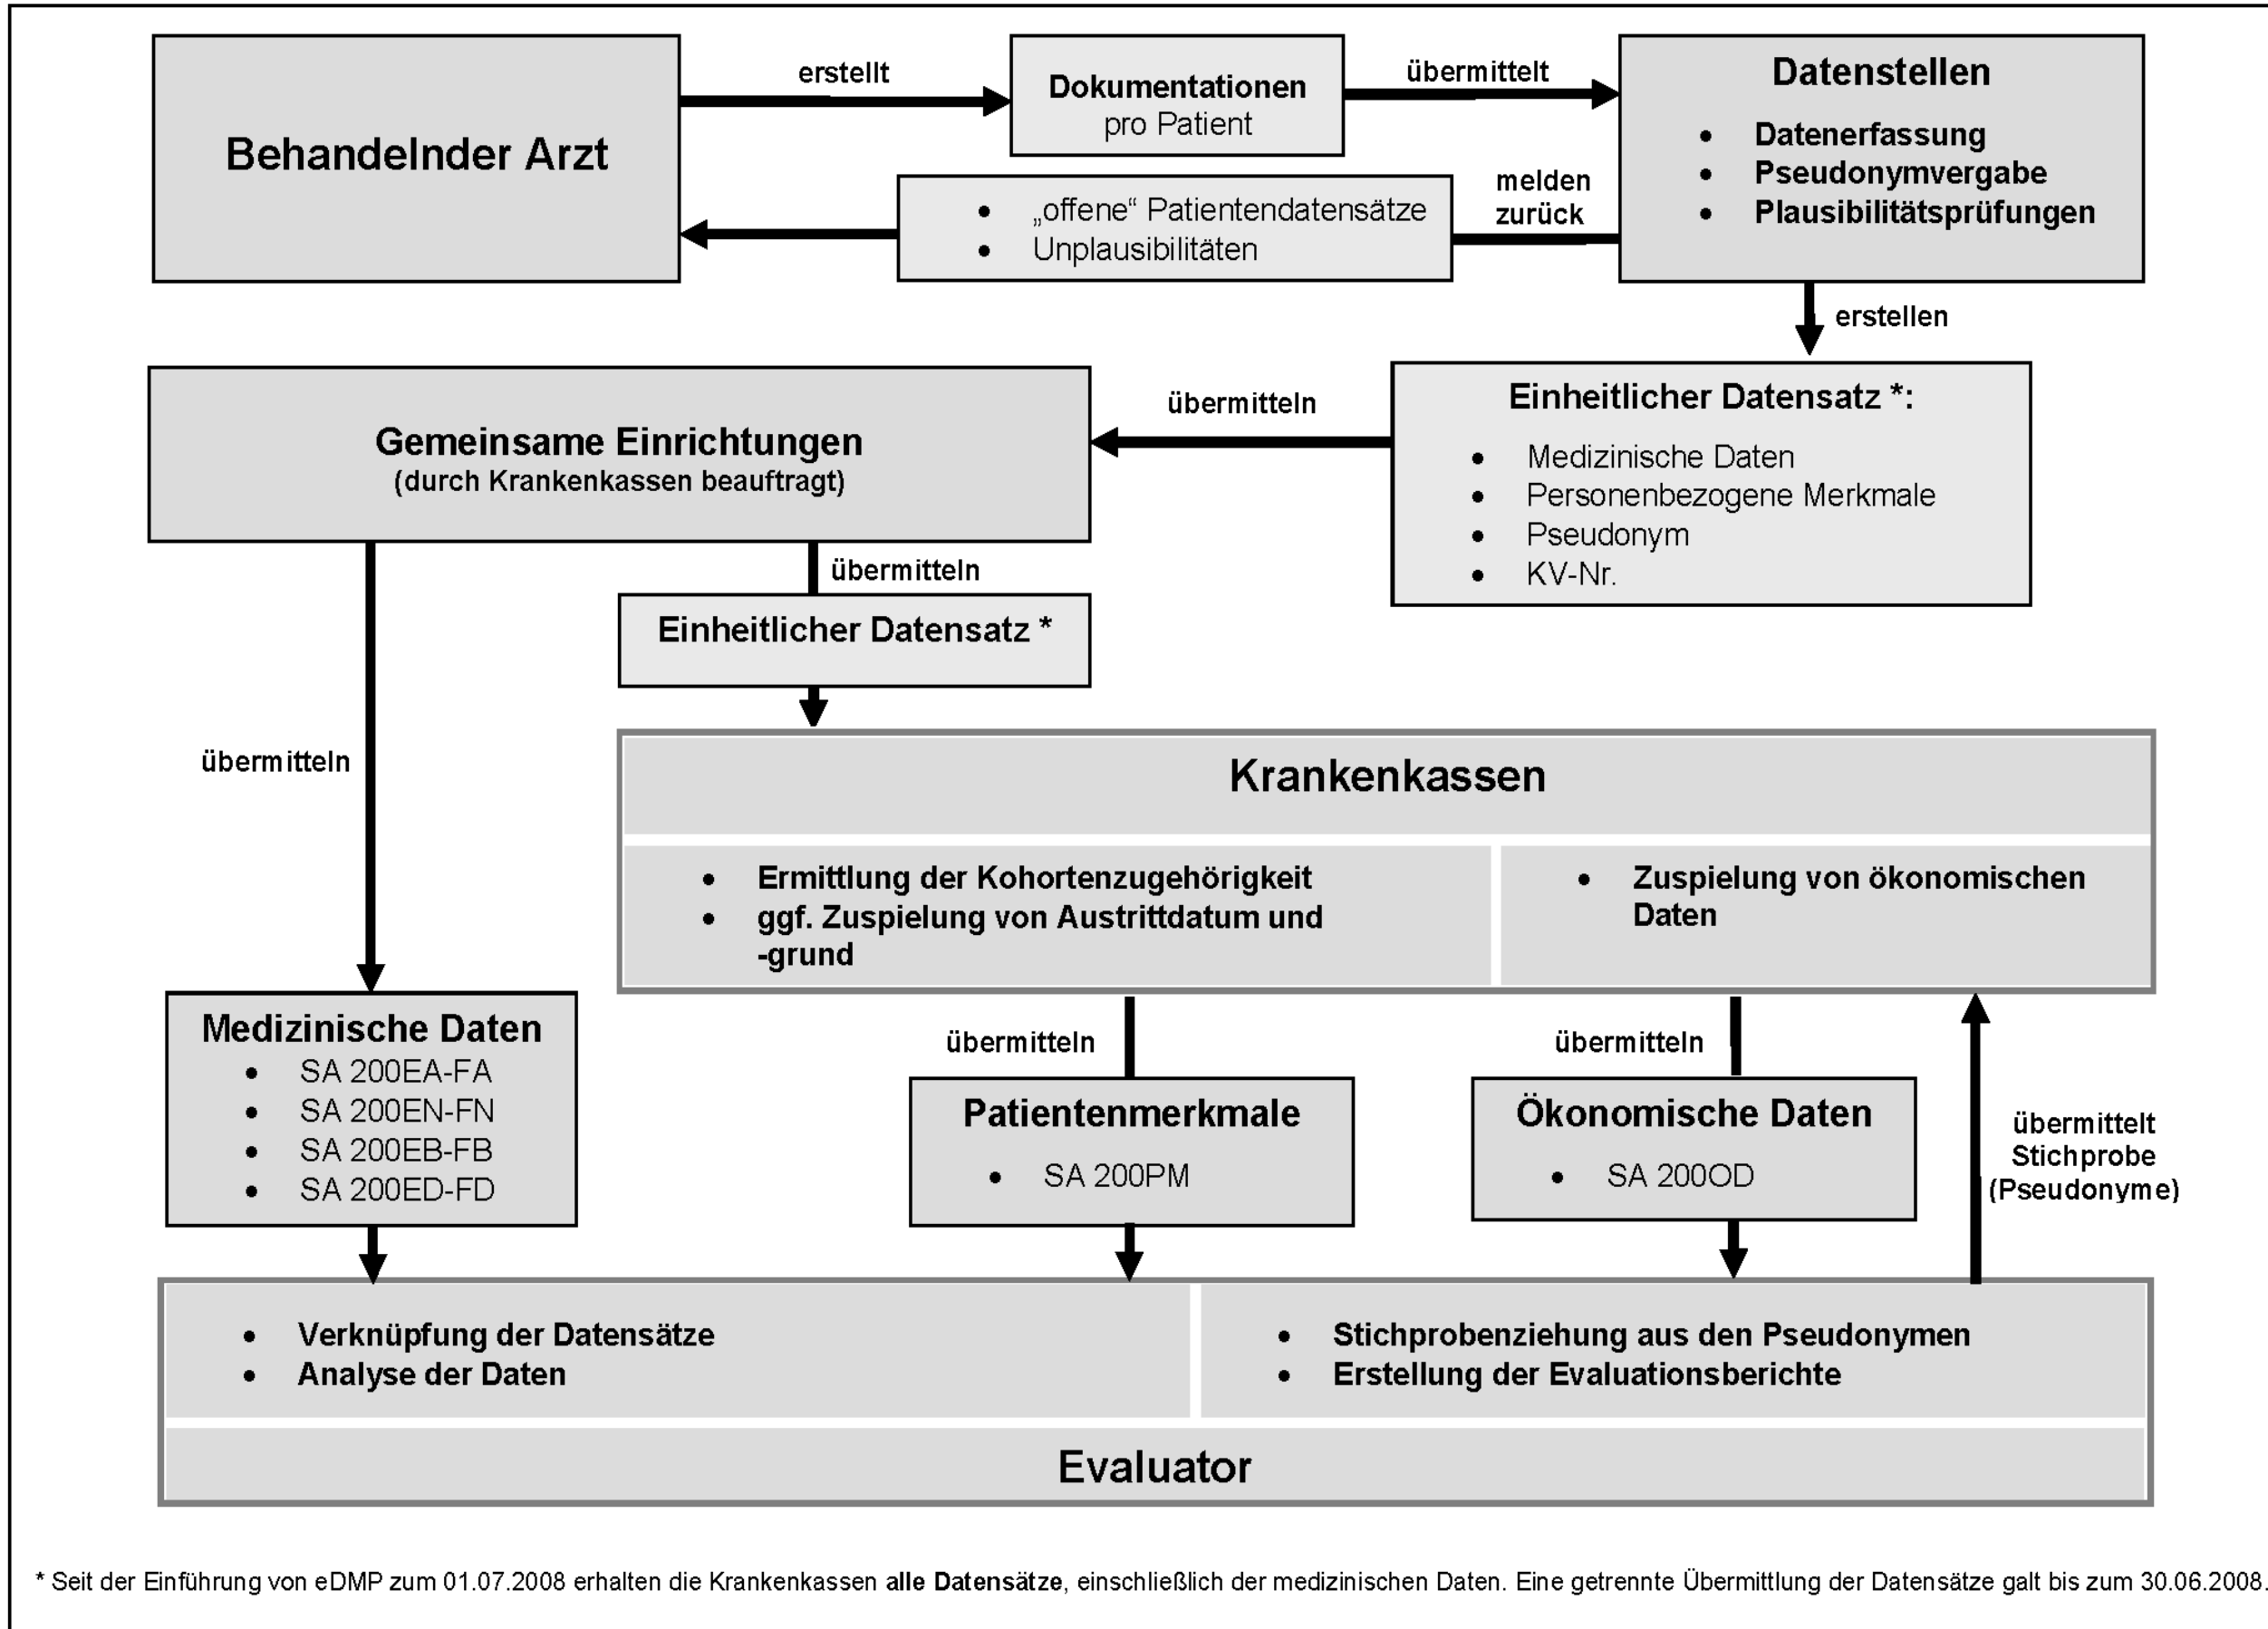 Behandelnder Arzt
erstellt
Dokumentationen
pro Patient
übermittelt
Datenstellen
• Datenerfassung
• Pseudonymvergabe
• Plausibilitätsprüfungen
melden
zurück
• „offene“ Patientendatensätze
• Unplausibilitäten
erstellen
Einheitlicher Datensatz *:
• Medizinische Daten
• Personenbezogene Merkmale
• Pseudonym
• KV-Nr.
übermitteln
Gemeinsame Einrichtungen
(durch Krankenkassen beauftragt)
übermitteln
Einheitlicher Datensatz *
übermitteln
Krankenkassen
• Ermittlung der Kohortenzugehörigkeit
• ggf. Zuspielung von Austrittdatum und
-grund
• Zuspielung von ökonomischen
Daten
Medizinische Daten
• SA 200EA-FA
• SA 200EN-FN
• SA 200EB-FB
• SA 200ED-FD
übermitteln
Patientenmerkmale
• SA 200PM
übermitteln
Ökonomische Daten
• SA 200OD
übermittelt
Stichprobe
(Pseudonyme)
• Verknüpfung der Datensätze
• Analyse der Daten
• Stichprobenziehung aus den Pseudonymen
• Erstellung der Evaluationsberichte
Evaluator
* Seit der Einführung von eDMP zum 01.07.2008 erhalten die Krankenkassen alle Datensätze, einschließlich der medizinischen Daten. Eine getrennte Übermittlung der Datensätze galt bis zum 30.06.2008.